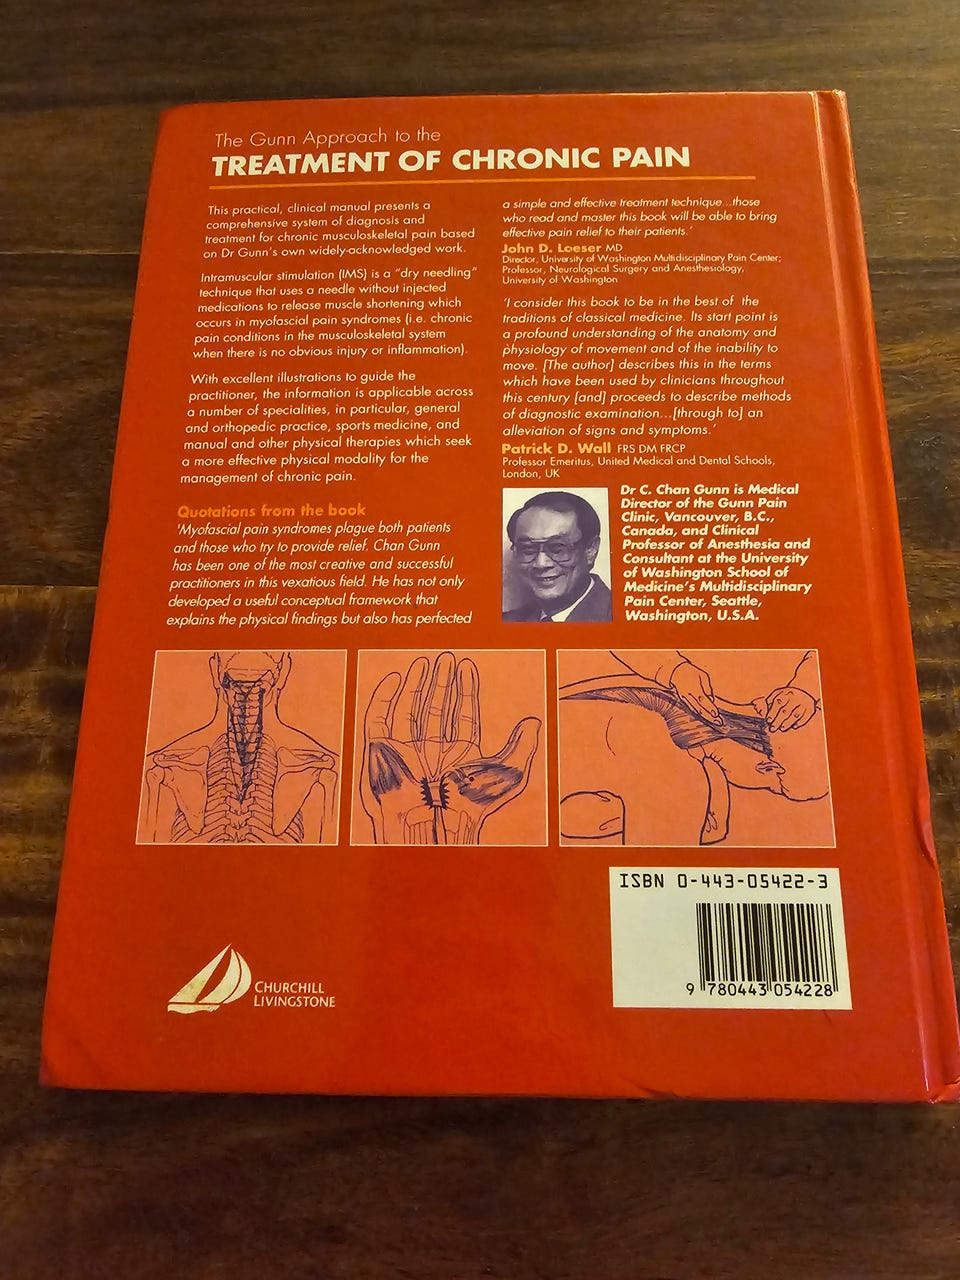 The Gunn Approach to the
TREATMENT OF CHRONIC PAIN
This practical, clinical manual presents a
comprehensive system of diagnosis and
treatment for chronic musculoskeletal pain based
on Dr Gunn's own widely-acknowledged work.
Intramuscular stimulation (IMS) is a "dry needling"
technique that uses a needle without injected
medications to release muscle shortening which
occurs in myofascial pain syndromes (i.e. chronic
pain conditions in the musculoskeletal system
when there is no obvious injury or inflammation).
With excellent illustrations to guide the
practitioner, the information is applicable across
a number of specialities, in particular, general
and orthopedic practice, sports medicine, and
manual and other physical therapies which seek
a more effective physical modality for the
management of chronic pain.
Quotations from the book
'Myofascial pain syndromes plague both patients
and those who try to provide relief. Chan Gunn
has been one of the most creative and successful
practitioners in this vexatious field. He has not only
developed a useful conceptual framework that
explains the physical findings but also has perfected
a simple and effective treatment technique...those
who read and master this book will be able to bring
effective pain relief to their patients.'
John D. Loeser MD
Director, University of Washington Multidisciplinary Pain Center;
Professor, Neurological Surgery and Anesthesiology,
University of Washington
'I consider this book to be in the best of the
traditions of classical medicine. Its start point is
a profound understanding of the anatomy and
physiology of movement and of the inability to
move. [The author] describes this in the terms
which have been used by clinicians throughout
this century [and] proceeds to describe methods
of diagnostic examination...[through to] an
alleviation of signs and symptoms.'
Patrick D. Wall FRS DM FRCP
Professor Emeritus, United Medical and Dental Schools,
London, UK
Dr C. Chan Gunn is Medical
Director of the Gunn Pain
Clinic, Vancouver, B.C.,
Canada, and Clinical
Professor of Anesthesia and
Consultant at the University
of Washington School of
Medicine's Multidisciplinary
Pain Center, Seattle,
Washington, U.S.A.
ISBN 0-443-05422-3
9 780443 054228
CHURCHILL
LIVINGSTONE